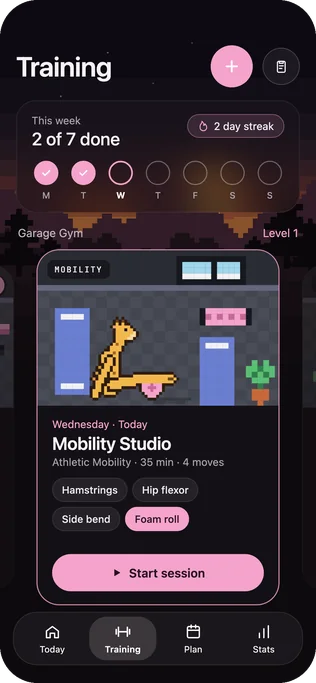 Training
This week
2 of 7 done
2 day streak
M T W T F S S
Garage Gym
Level 1
MOBILITY
Wednesday · Today
Mobility Studio
Athletic Mobility · 35 min · 4 moves
Hamstrings
Hip flexor
Side bend
Foam roll
Start session
Today
Training
Plan
Stats